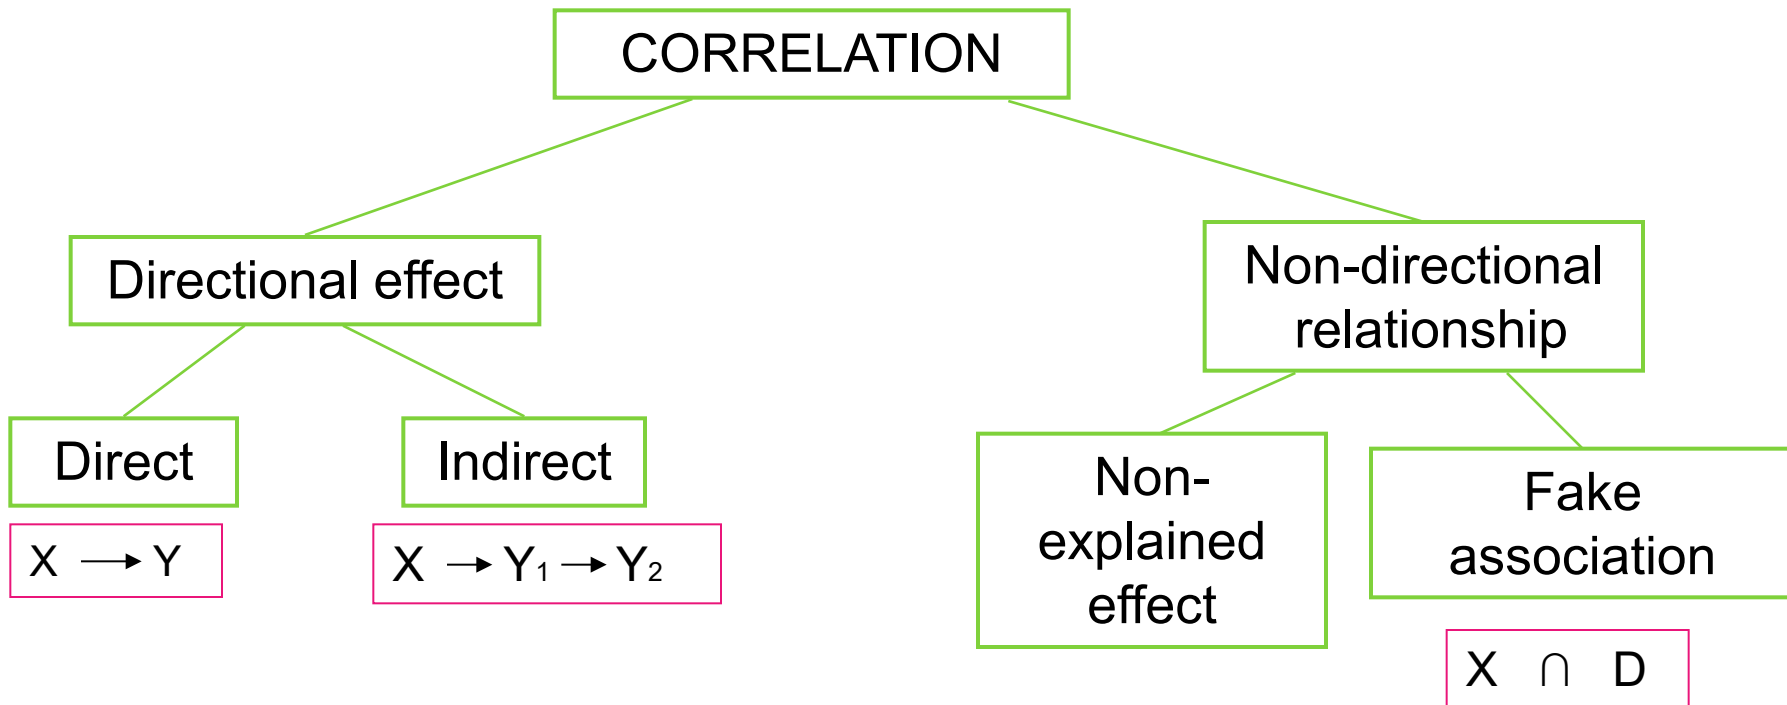 CORRELATION
Directional effect
Non-directional
relationship
Direct
Indirect
Non-
explained
effect
Fake
association
X → Y
X → Y₁ → Y₂
X ∩ D